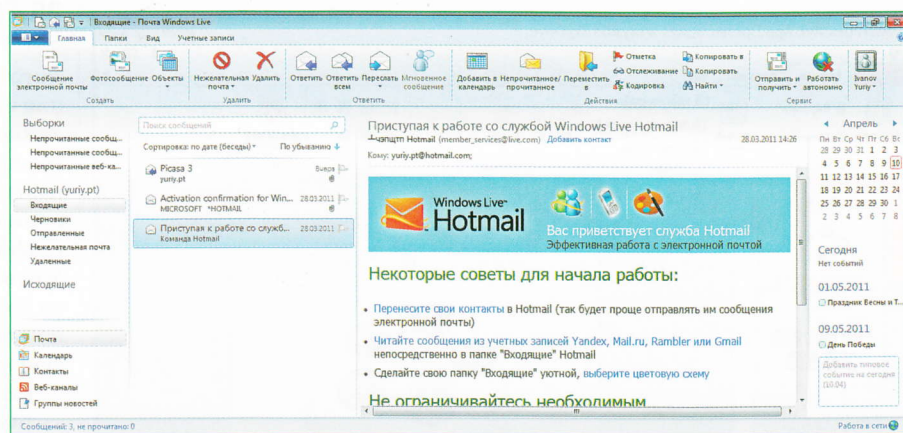 Входящие - Почта Windows Live
Главная Папки Вид Учетные записи
Сообщение электронной почты
Фотосообщение
Объекты
Создать
Нежелательная почта
Удалить
Удалить
Ответить
Ответить всем
Переслать
Мгновенное сообщение
Ответить
Добавить в календарь
Непрочитанное/прочитанное
Переместить в
Отметка
Отслеживание
Кодировка
Копировать в
Копировать
Найти
Действия
Отправить и получить
Работать автономно
Сервис
Ivanov Yuriy
Выборки
Непрочитанные сообщ...
Непрочитанные сообщ...
Непрочитанные веб-ка...
Hotmail (yuriy.pt)
Входящие
Черновики
Отправленные
Нежелательная почта
Удаленные
Исходящие
Почта
Календарь
Контакты
Веб-каналы
Группы новостей
Поиск сообщений
Сортировка: по дате (беседы) По убыванию
Picasa 3
yuriy.pt
Activation confirmation for Win... 28.03.2011
MICROSOFT *HOTMAIL
Приступая к работе со служб... 28.03.2011
Команда Hotmail
Приступая к работе со службой Windows Live Hotmail
Hotmail (member_services@live.com) Добавить контакт 28.03.2011 14:26
Кому: yuriy.pt@hotmail.com;
Windows Live™
Hotmail
Вас приветствует служба Hotmail
Эффективная работа с электронной почтой
Некоторые советы для начала работы:
• Перенесите свои контакты в Hotmail (так будет проще отправлять им сообщения
электронной почты)
• Читайте сообщения из учетных записей Yandex, Mail.ru, Rambler или Gmail
непосредственно в папке "Входящие" Hotmail
• Сделайте свою папку "Входящие" уютной, выберите цветовую схему
Не ограничивайтесь необходимым
Апрель
Пн Вт Ср Чт Пт Сб Вс
28 29 30 31 1 2 3
4 5 6 7 8 9 10
11 12 13 14 15 16 17
18 19 20 21 22 23 24
25 26 27 28 29 30 1
2 3 4 5 6 7 8
Сегодня
Нет событий
01.05.2011
Праздник Весны и Т...
09.05.2011
День Победы
Добавить типовое
событие на сегодня
(10.04)
Сообщений: 3, не прочитано: 0
Работа в сети